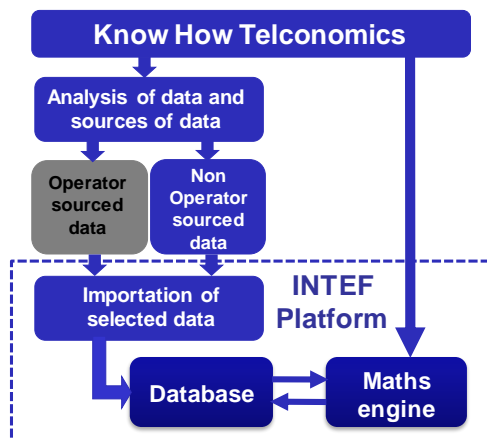 Know How Telconomics
Analysis of data and
sources of data
Operator
sourced
data
Non
Operator
sourced
data
Importation of
selected data
INTEF
Platform
Database
Maths
engine